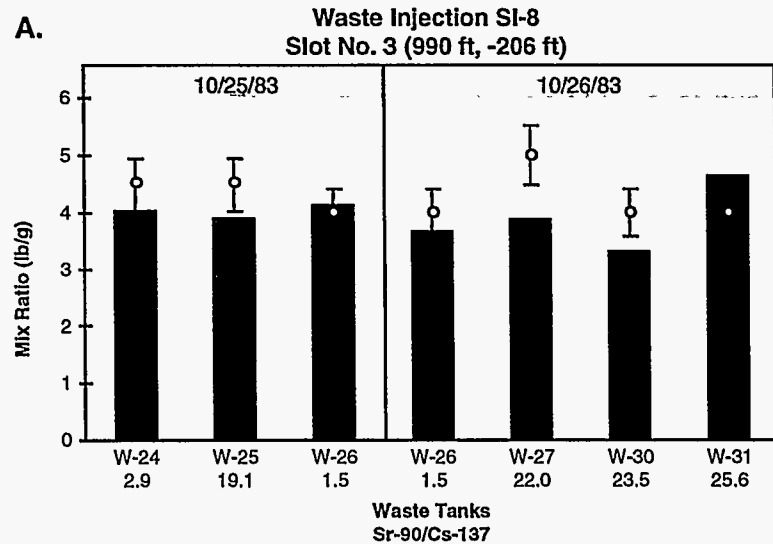 A.
Waste Injection SI-8
Slot No. 3 (990 ft, -206 ft)
10/25/83 10/26/83
6
5
4
3
2
1
0
Mix Ratio (lb/g)
W-24 W-25 W-26 W-26 W-27 W-30 W-31
2.9 19.1 1.5 1.5 22.0 23.5 25.6
Waste Tanks
Sr-90/Cs-137